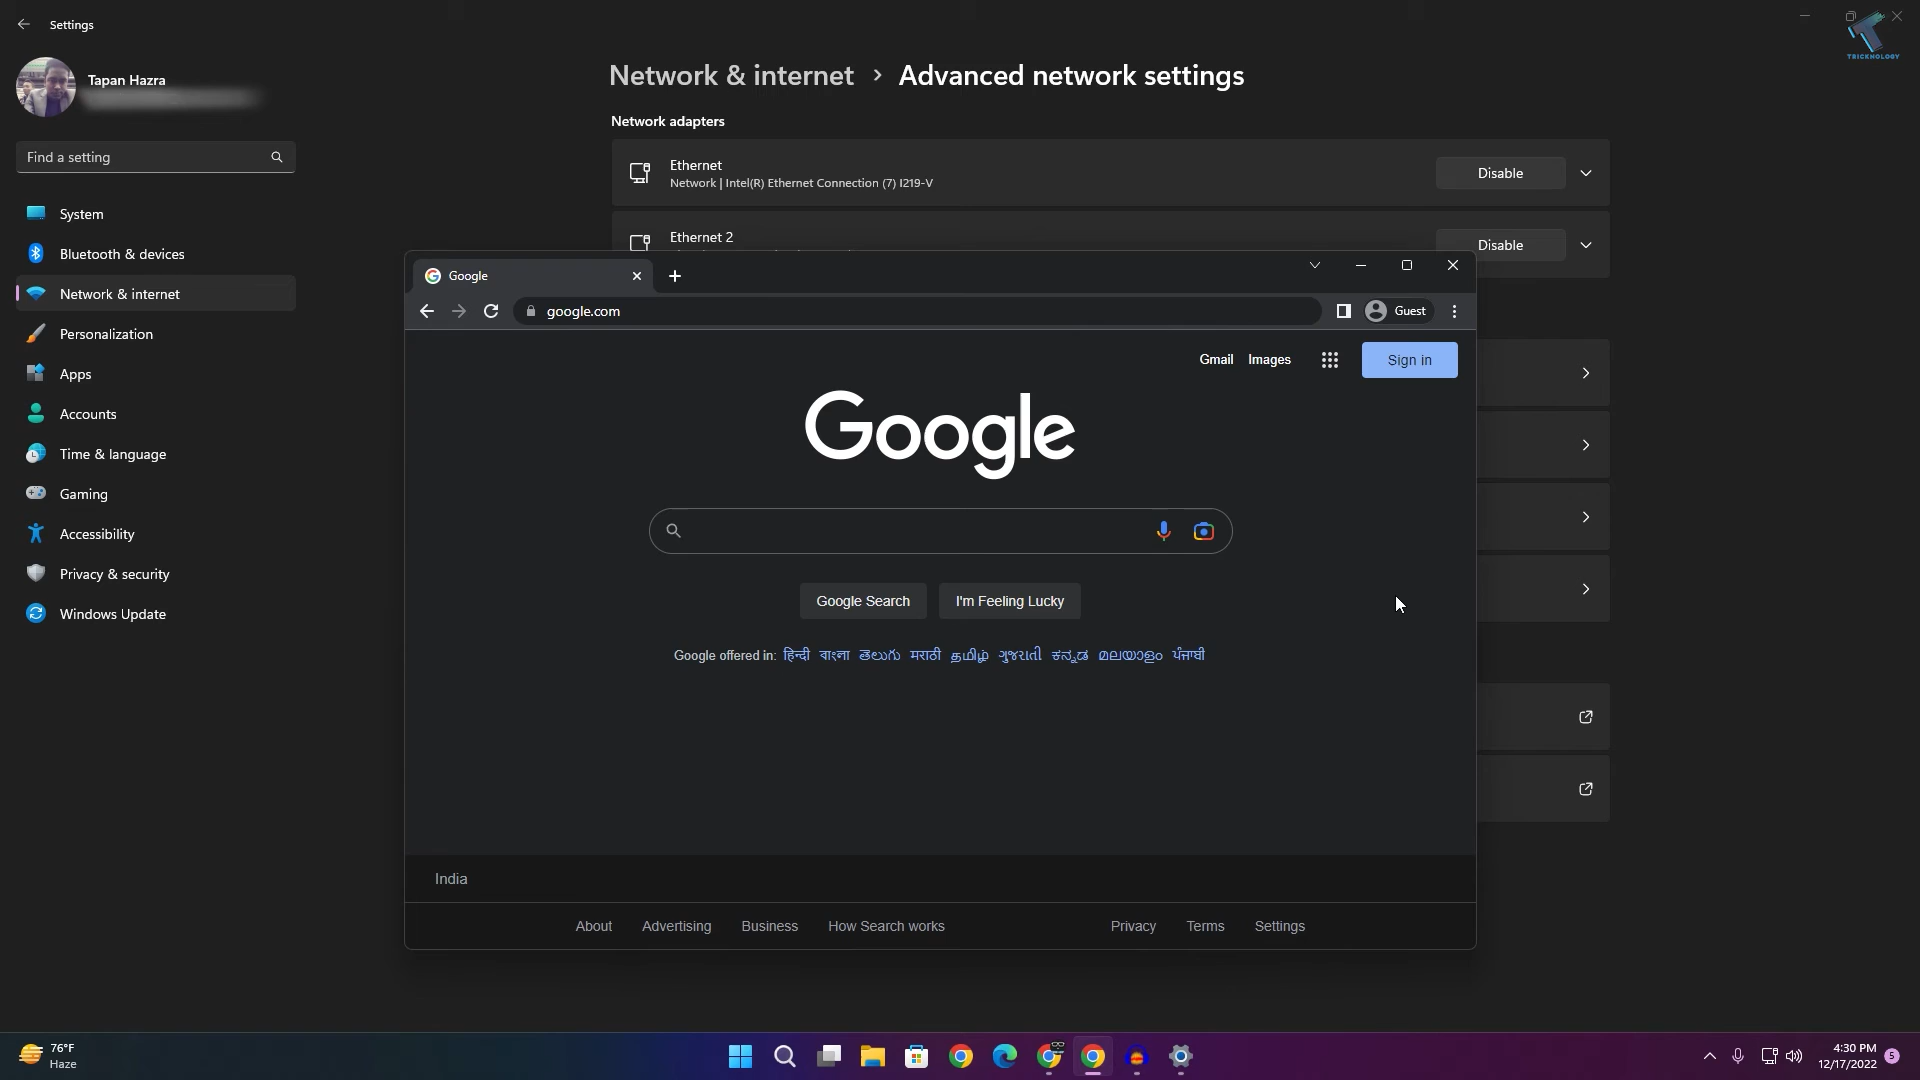 Settings
TRICKNOLOGY
Tapan Hazra
Network & internet > Advanced network settings
Find a setting
System
Bluetooth & devices
Network & internet
Personalization
Apps
Accounts
Time & language
Gaming
Accessibility
Privacy & security
Windows Update
Network adapters
Ethernet
Network | Intel(R) Ethernet Connection (7) I219-V
Disable
Ethernet 2
Disable
Google
google.com
Guest
Gmail Images Sign in
Google
Google Search I'm Feeling Lucky
Google offered in: हिन्दी বাংলা తెలుగు मराठी தமிழ் ગુજરાતી ಕನ್ನಡ മലയാളം ਪੰਜਾਬੀ
India
About Advertising Business How Search works Privacy Terms Settings
76°F
Haze
4:30 PM
12/17/2022
5